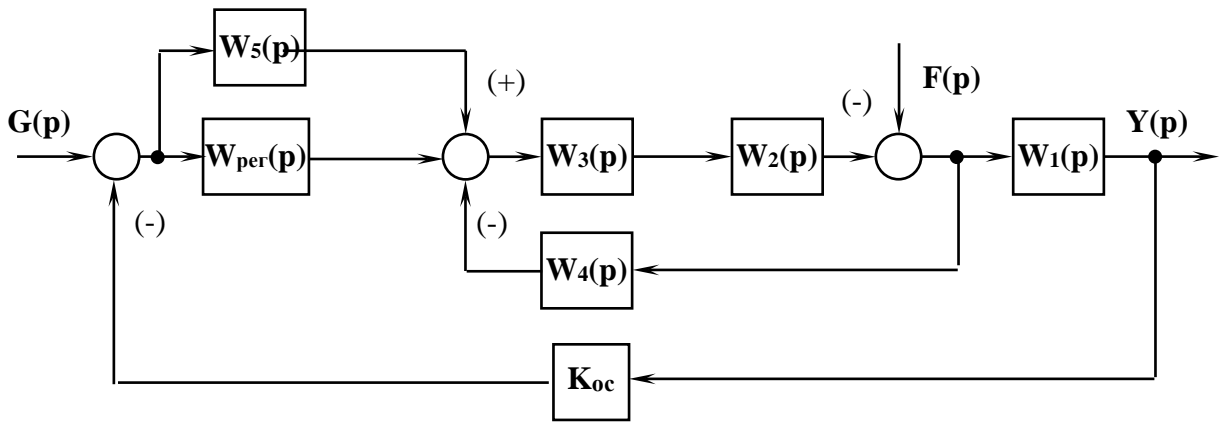 W₅(p)
(+)
F(p)
(-)
G(p)
Y(p)
Wрег(p)
W₃(p)
W₂(p)
W₁(p)
(-)
(-)
W₄(p)
Kос